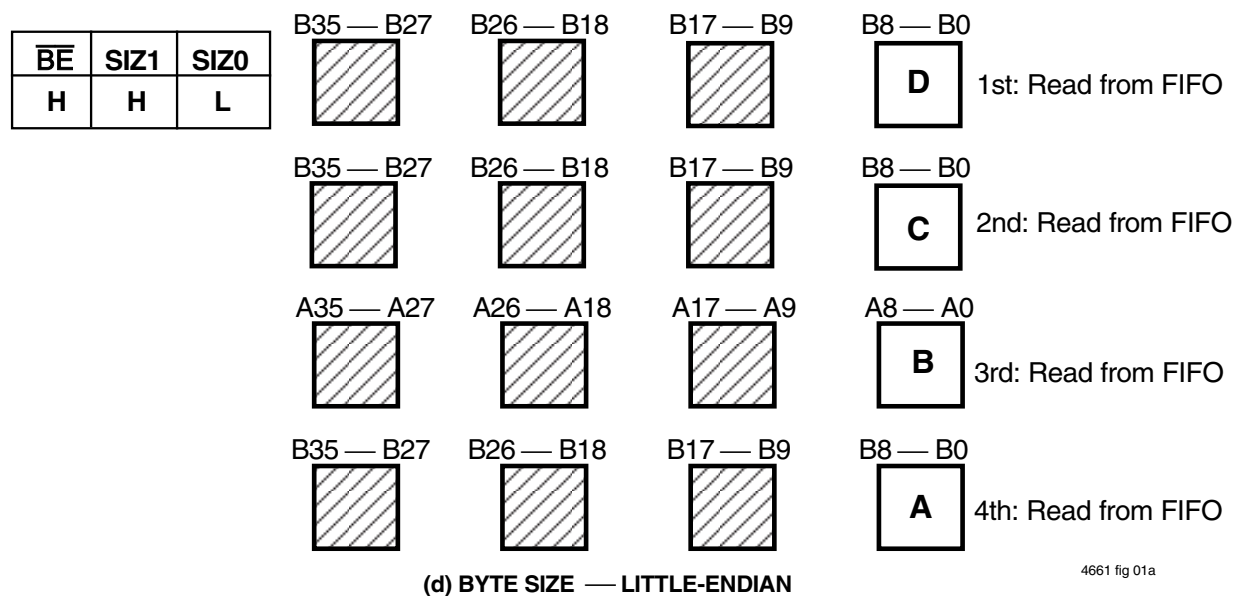 B35 — B27 B26 — B18 B17 — B9 B8 — B0
BE SIZ1 SIZ0
H H L
D 1st: Read from FIFO
B35 — B27 B26 — B18 B17 — B9 B8 — B0
C 2nd: Read from FIFO
A35 — A27 A26 — A18 A17 — A9 A8 — A0
B 3rd: Read from FIFO
B35 — B27 B26 — B18 B17 — B9 B8 — B0
A 4th: Read from FIFO
4661 fig 01a
(d) BYTE SIZE — LITTLE-ENDIAN